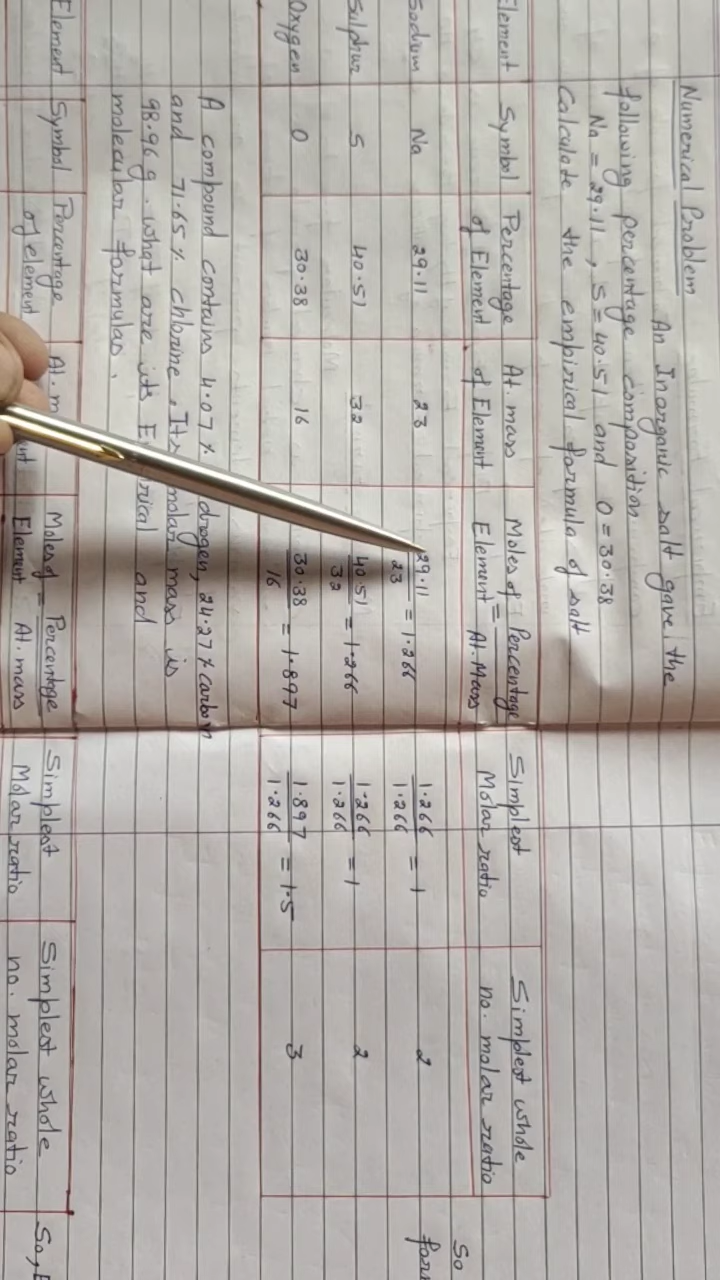 Numerical Problem
An Inorganic salt gave the
following percentage composition
Na = 29.11, S = 40.51 and O = 30.38
Calculate the empirical formula of salt
Element Symbol Percentage of Element At. mass of Element Moles of Element = Percentage / At. Mass Simplest Molar ratio Simplest whole no. molar ratio
Sodium Na 29.11 23 29.11/23 = 1.266 1.266/1.266 = 1 2
Sulphur S 40.51 32 40.51/32 = 1.266 1.266/1.266 = 1 2
Oxygen O 30.38 16 30.38/16 = 1.897 1.897/1.266 = 1.5 3
So
A compound contains 4.07 % drogen, 24.27 % carbon
and 71.65 % chlorine. Its molar mass is
98.96 g. what are its E rical and
molecular formulas.
Element Symbol Percentage of element At. m Moles of Element = Percentage / At. mass Simplest Molar ratio Simplest whole no. molar ratio
So,